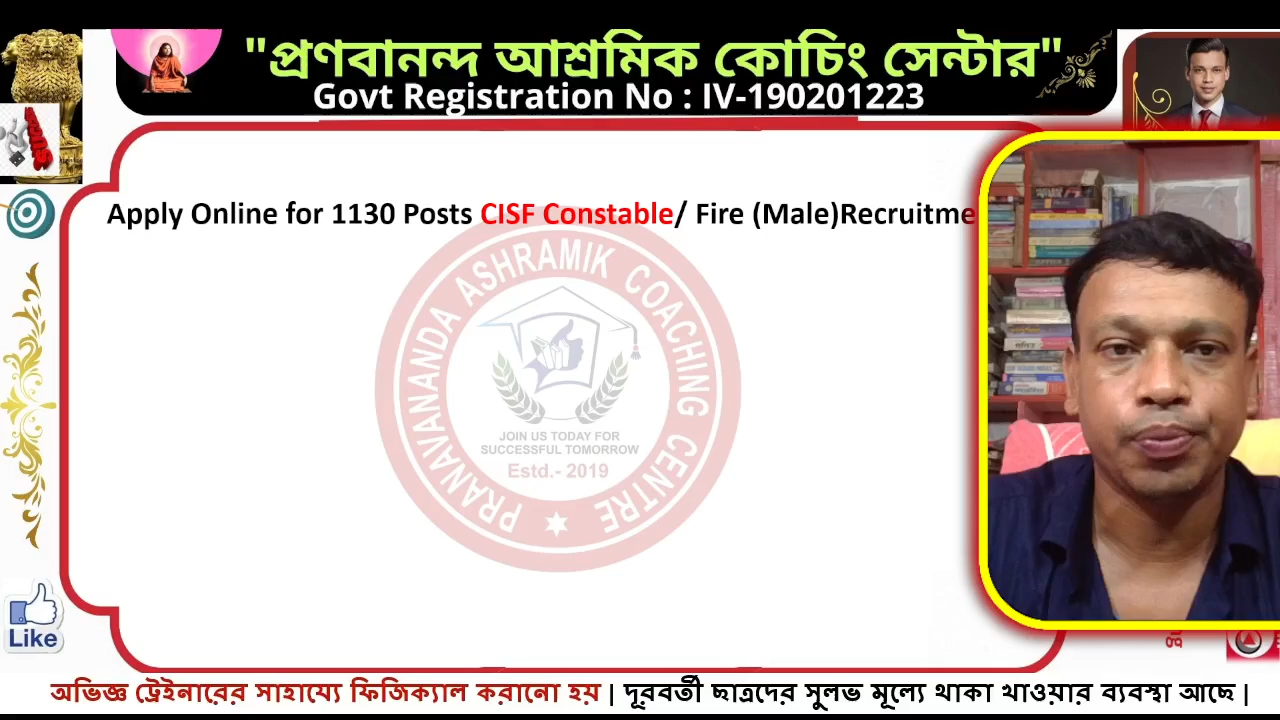 "প্রণবানন্দ আশ্রমিক কোচিং সেন্টার"
Govt Registration No : IV-190201223
Apply Online for 1130 Posts CISF Constable/ Fire (Male)Recruitme
PRANAVANANDA ASHRAMIK COACHING CENTRE
JOIN US TODAY FOR
SUCCESSFUL TOMORROW
Estd.- 2019
Like
অভিজ্ঞ ট্রেইনারের সাহায্যে ফিজিক্যাল করানো হয় | দূরবর্তী ছাত্রদের সুলভ মূল্যে থাকা খাওয়ার ব্যবস্থা আছে |